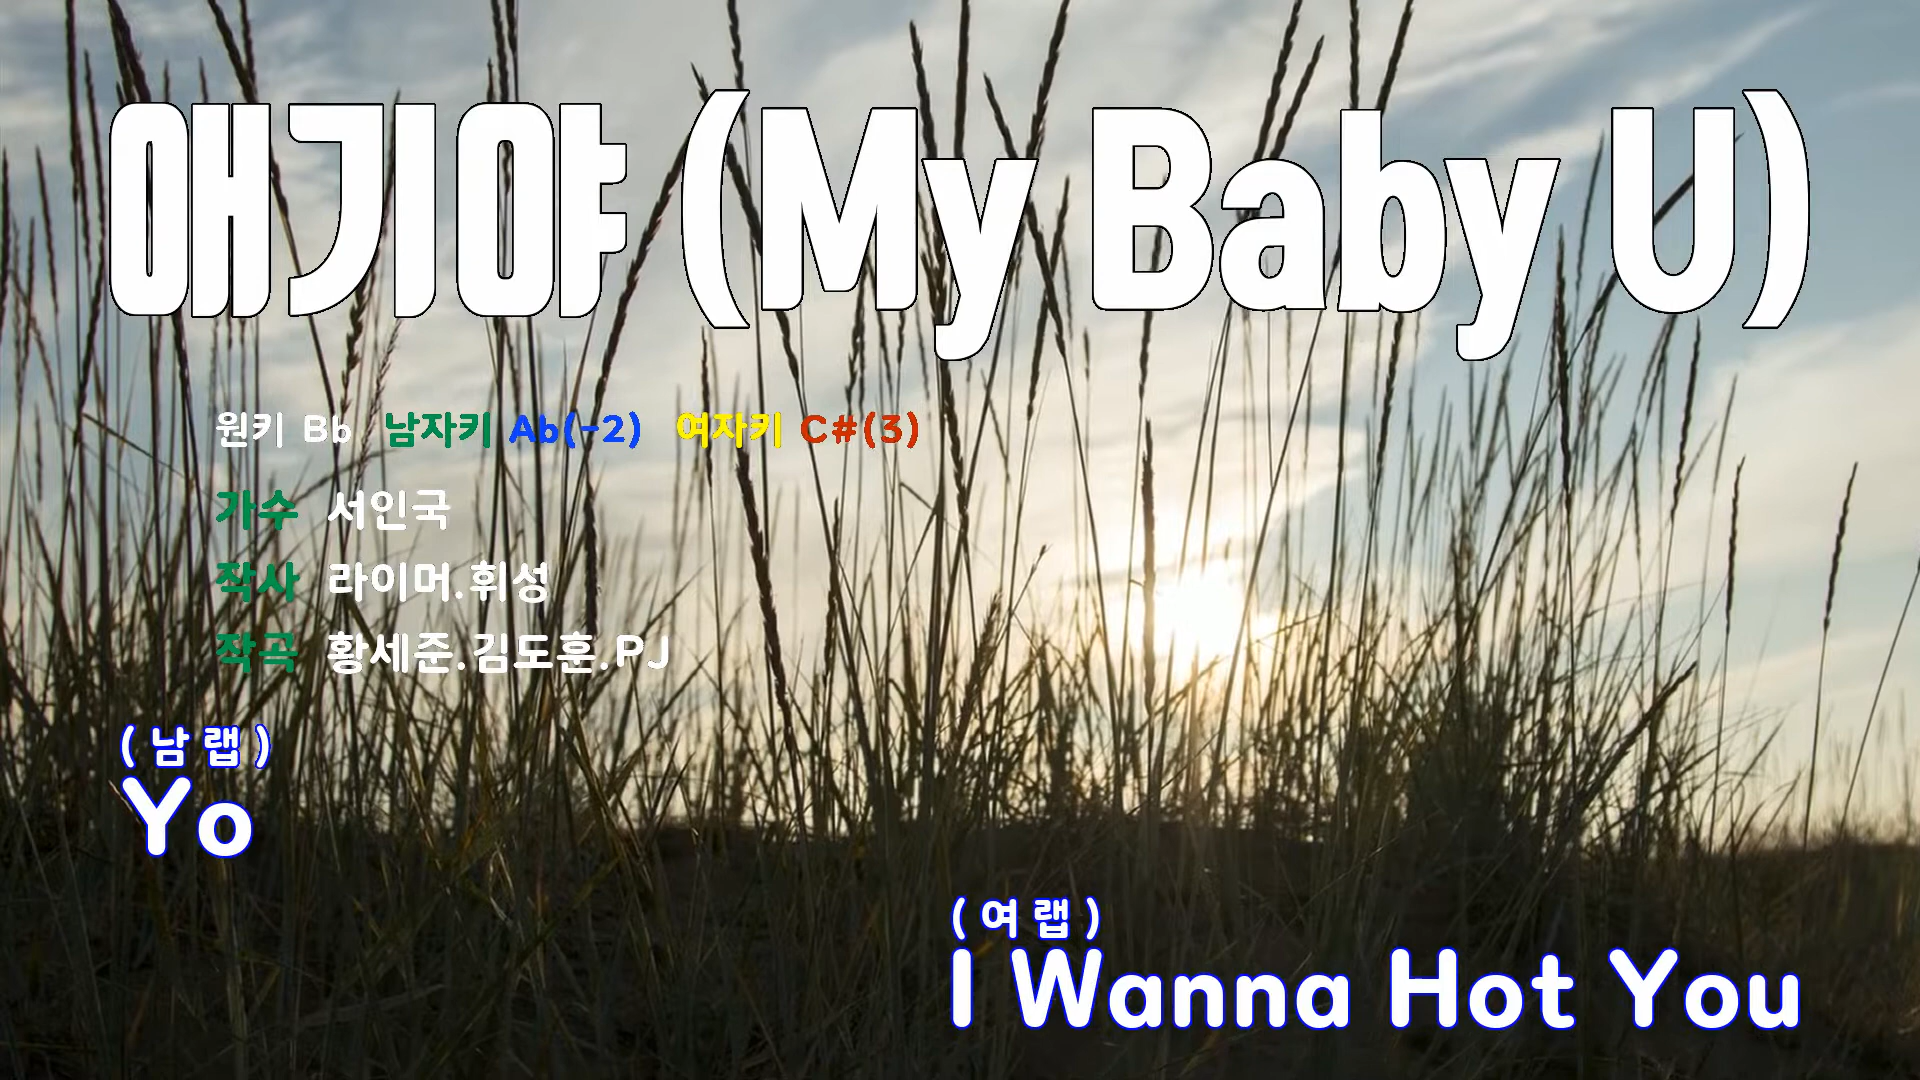 애기야 (My Baby U)
원키 Bb 남자키 Ab(-2) 여자키 C#(3)
가수 서인국
작사 라이머.휘성
작곡 황세준.김도훈.PJ
( 남 랩 )
Yo
( 여 랩 )
I Wanna Hot You